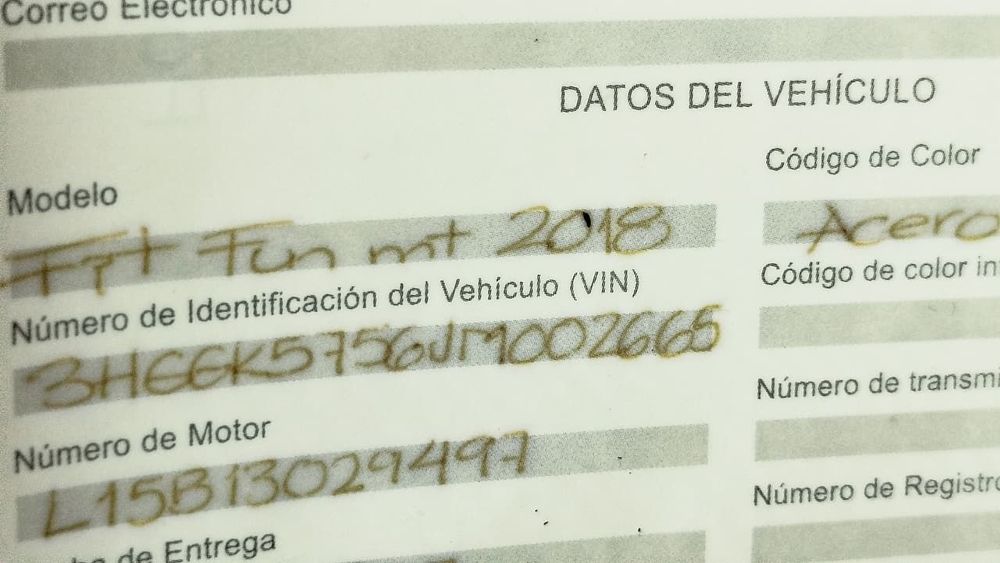 Correo Electrónico
DATOS DEL VEHÍCULO
Modelo
Código de Color
Fit Fun mt 2018
Acero
Número de Identificación del Vehículo (VIN)
Código de color in
3HGGK5756JM002665
Número de Motor
Número de transmi
L15B13029497
Número de Registro
de Entrega